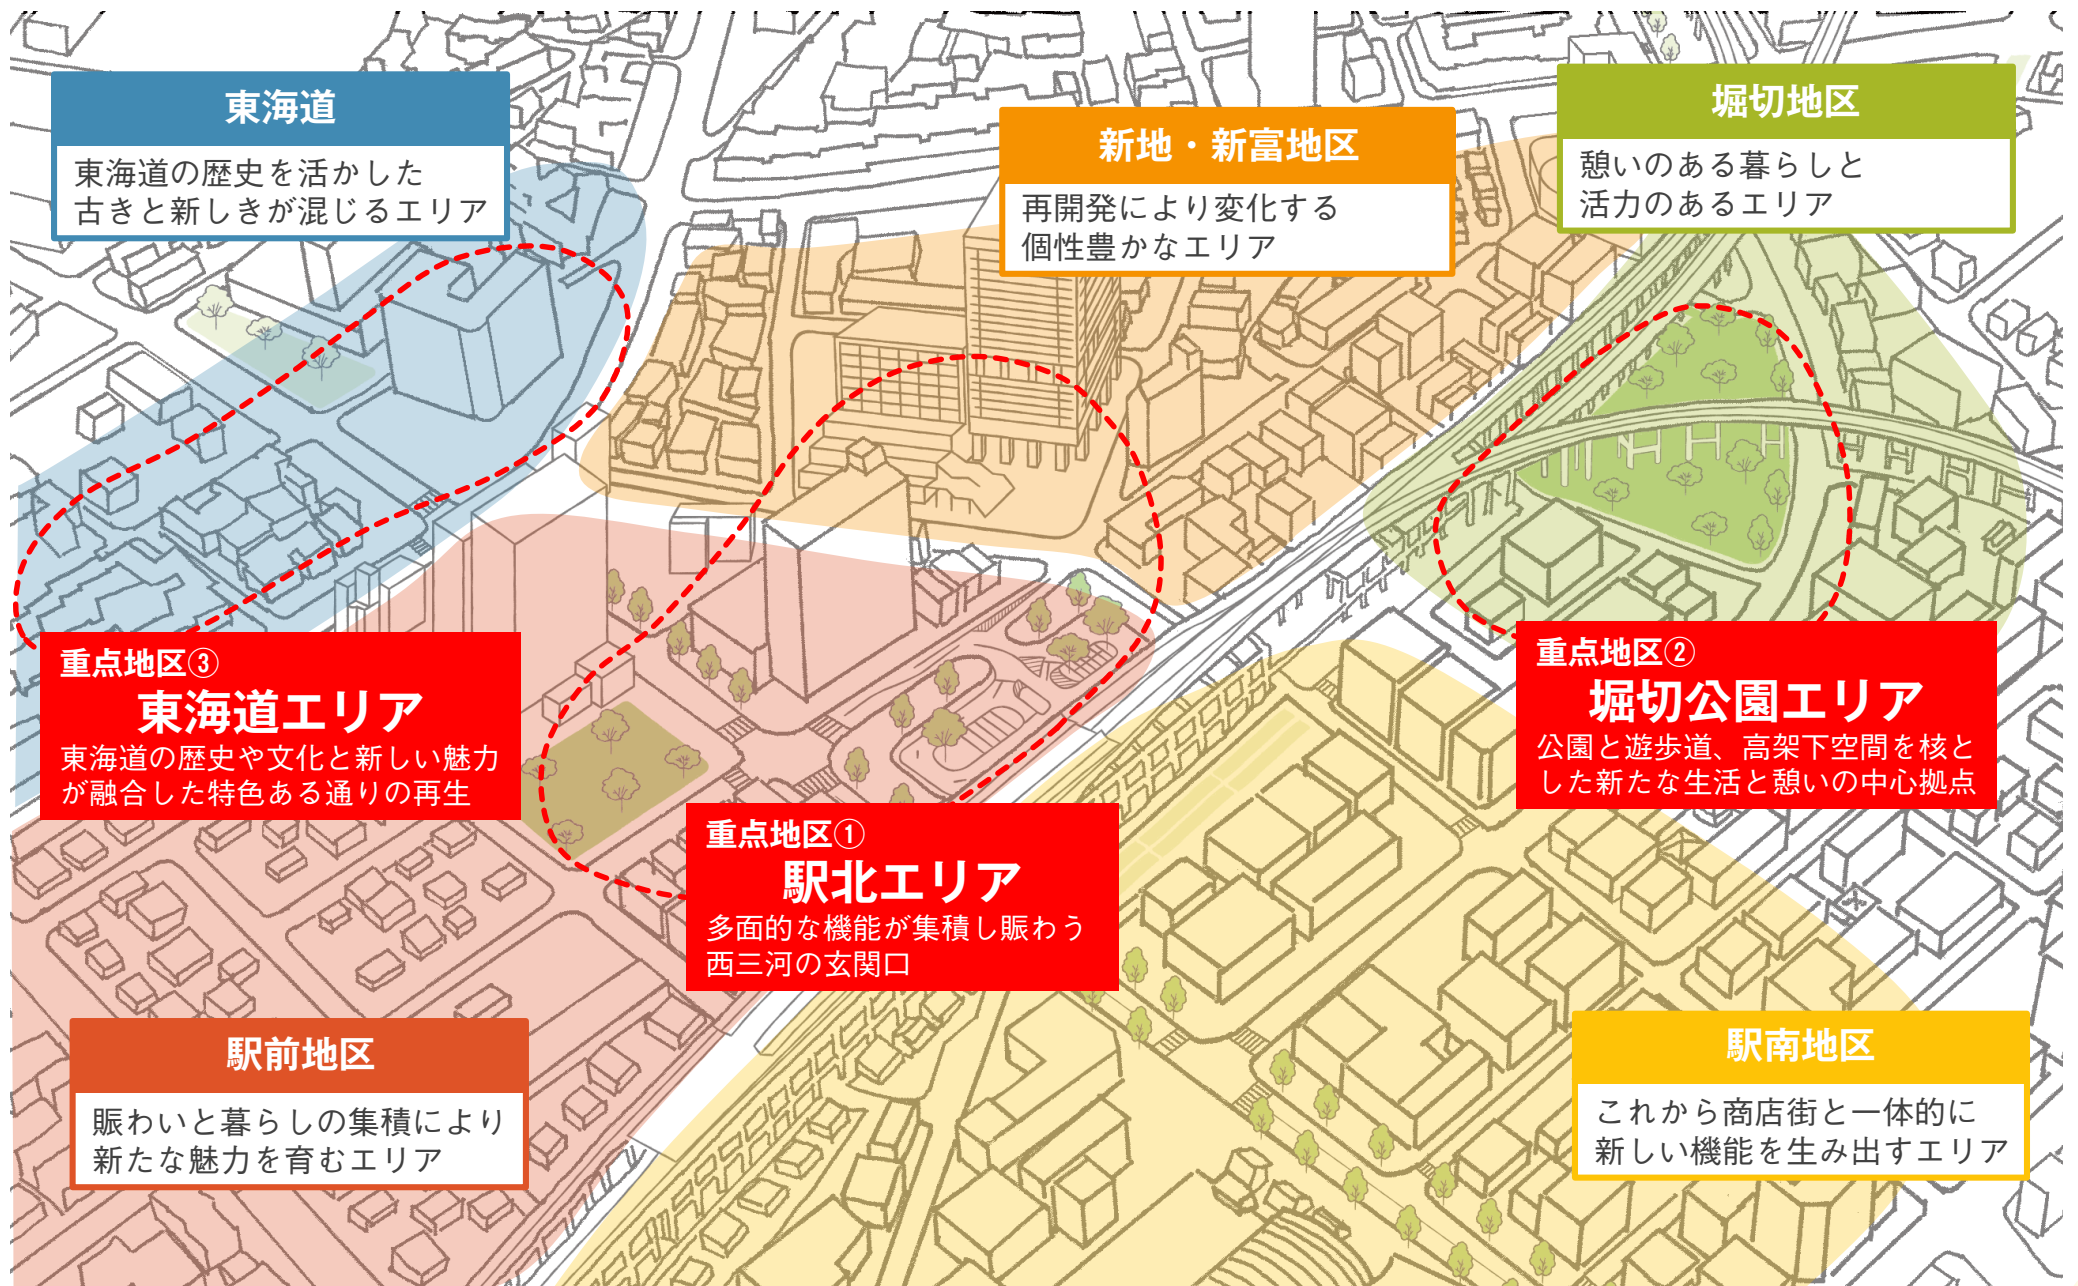 東海道
東海道の歴史を活かした
古きと新しきが混じるエリア
新地・新富地区
再開発により変化する
個性豊かなエリア
堀切地区
憩いのある暮らしと
活力のあるエリア
重点地区③
東海道エリア
東海道の歴史や文化と新しい魅力
が融合した特色ある通りの再生
重点地区①
駅北エリア
多面的な機能が集積し賑わう
西三河の玄関口
重点地区②
堀切公園エリア
公園と遊歩道、高架下空間を核と
した新たな生活と憩いの中心拠点
駅前地区
賑わいと暮らしの集積により
新たな魅力を育むエリア
駅南地区
これから商店街と一体的に
新しい機能を生み出すエリア